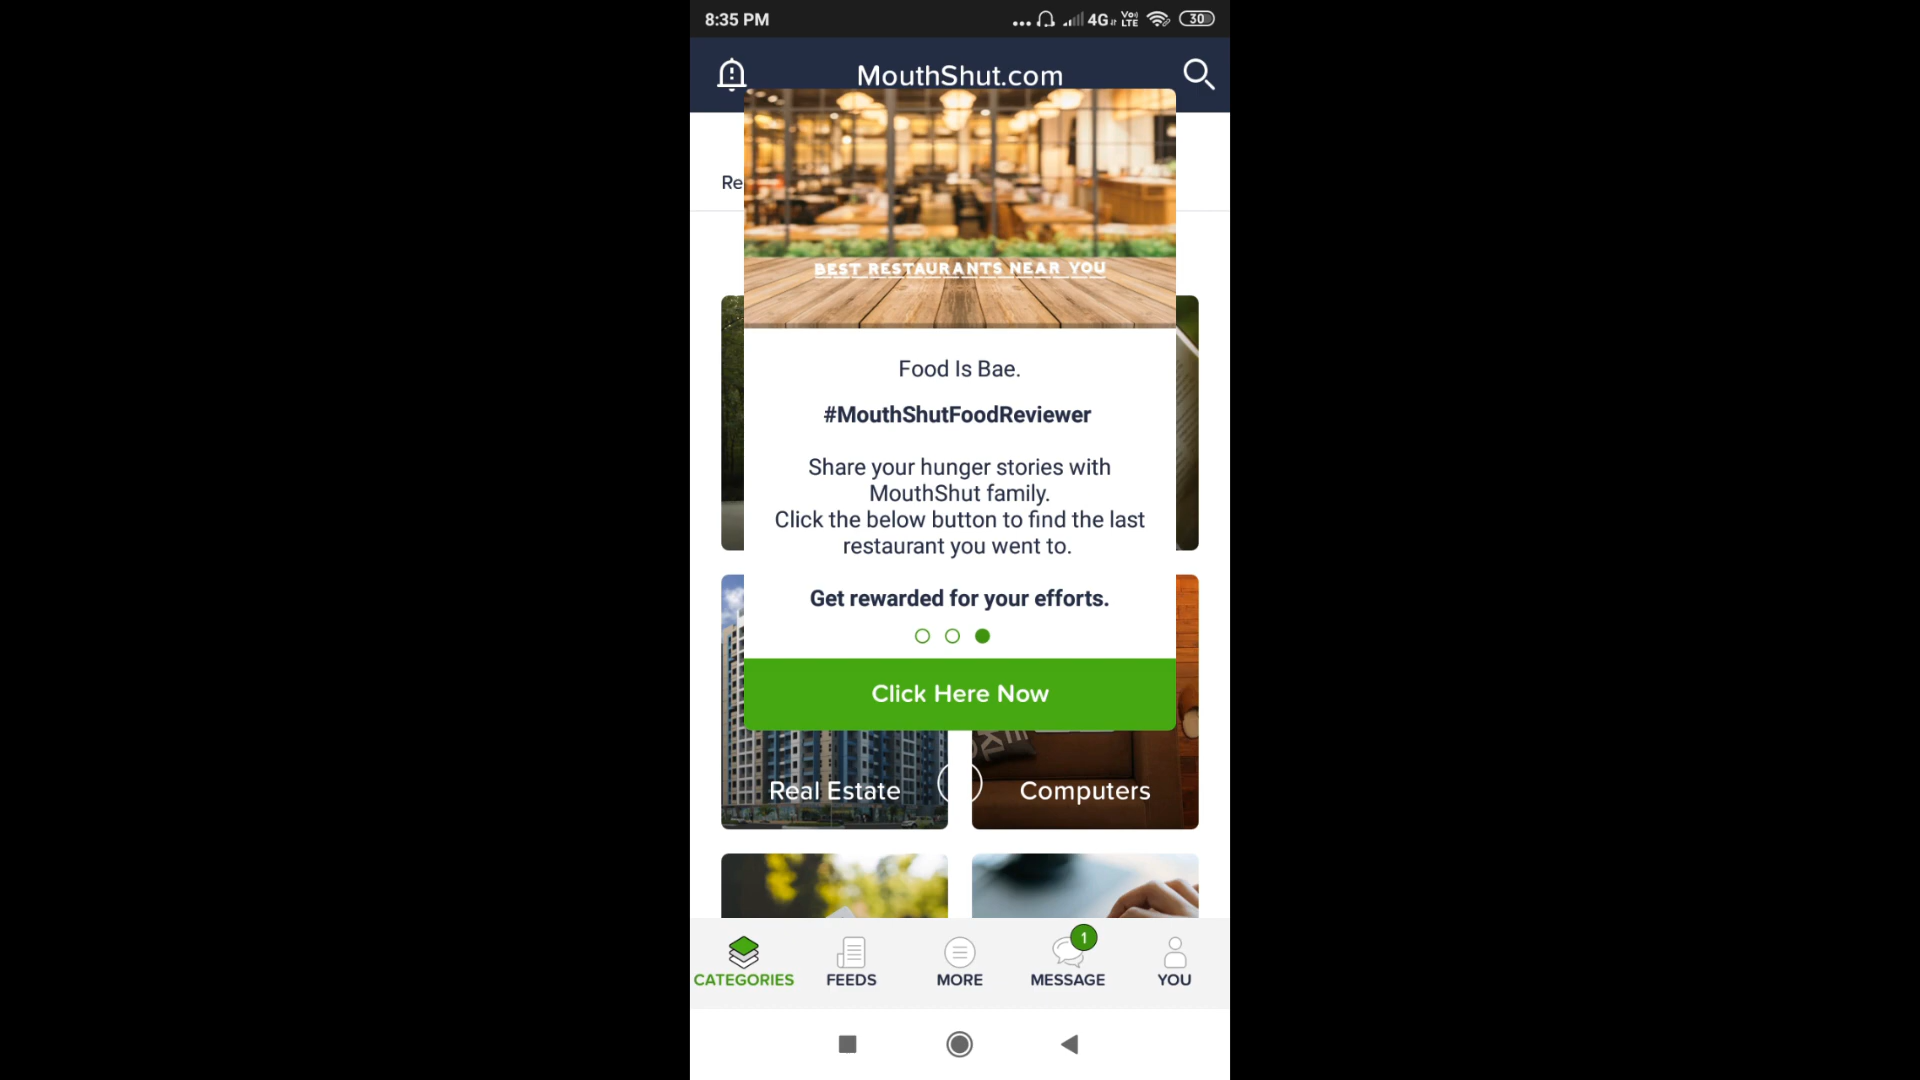 8:35 PM
4G
Vo)
LTE
30
MouthShut.com
Re
BEST RESTAURANTS NEAR YOU
Food Is Bae.
#MouthShutFoodReviewer
Share your hunger stories with
MouthShut family.
Click the below button to find the last
restaurant you went to.
Get rewarded for your efforts.
Click Here Now
Real Estate
Computers
1
CATEGORIES
FEEDS
MORE
MESSAGE
YOU